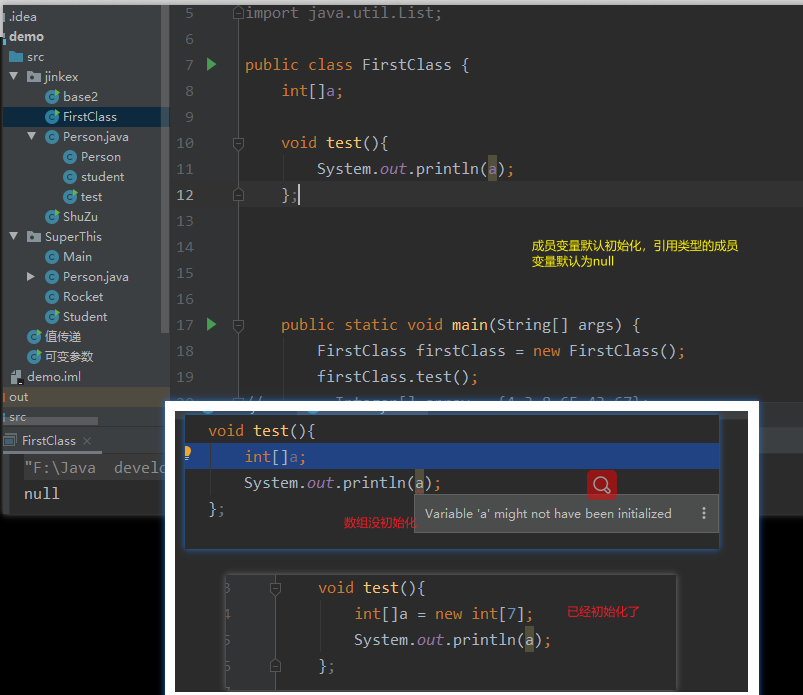 .idea
demo
src
jinkex
base2
FirstClass
Person.java
Person
student
test
ShuZu
SuperThis
Main
Person.java
Rocket
Student
值传递
可变参数
demo.iml
out
src
5 import java.util.List;
6
7 public class FirstClass {
8 int[]a;
9
10 void test(){
11 System.out.println(a);
12 };
13
14
15
16
17 public static void main(String[] args) {
18 FirstClass firstClass = new FirstClass();
19 firstClass.test();
成员变量默认初始化，引用类型的成员
变量默认为null
FirstClass ×
"F:\Java develo
null
void test(){
int[]a;
System.out.println(a);
};
数组没初始化
Variable 'a' might not have been initialized
void test(){
int[]a = new int[7];
已经初始化了
System.out.println(a);
};